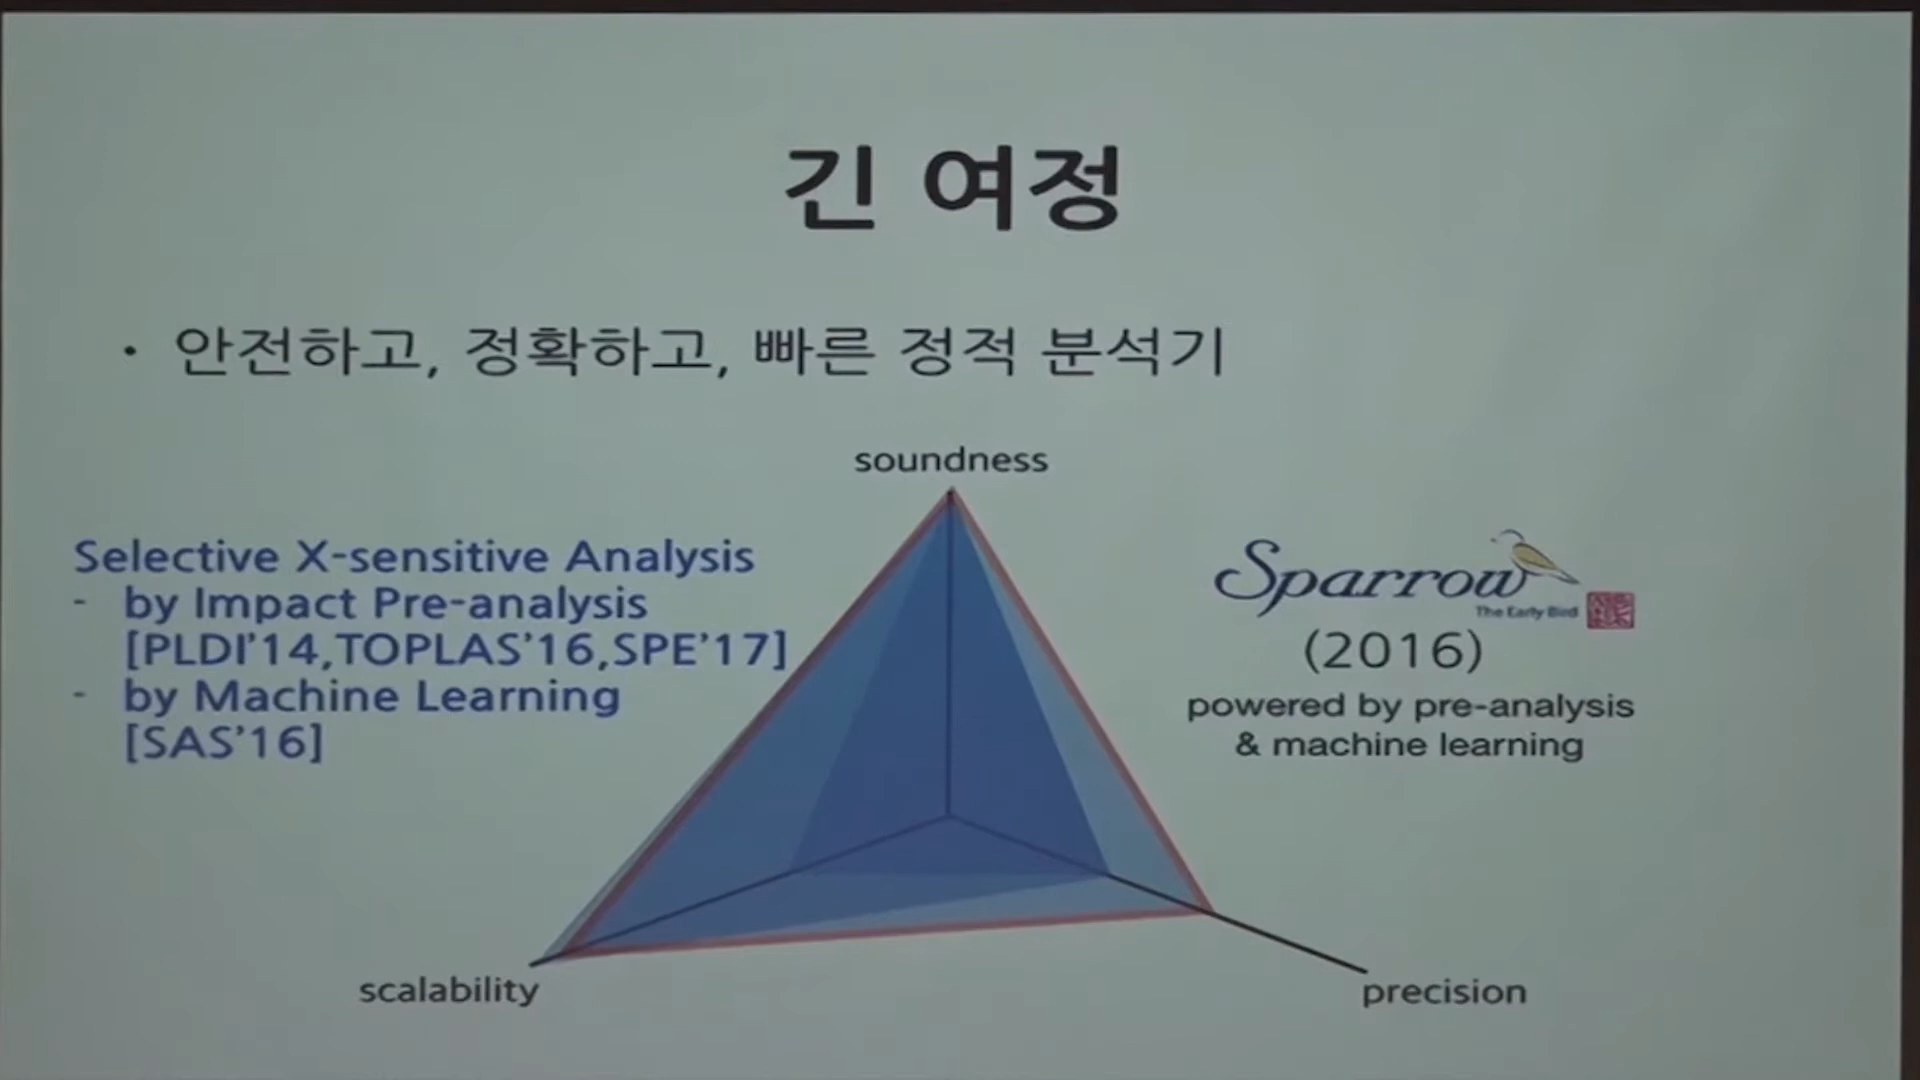 긴 여정
• 안전하고, 정확하고, 빠른 정적 분석기
soundness
Selective X-sensitive Analysis
- by Impact Pre-analysis
[PLDI'14,TOPLAS'16,SPE'17]
- by Machine Learning
[SAS'16]
Sparrow
The Early Bird
(2016)
powered by pre-analysis
& machine learning
scalability
precision